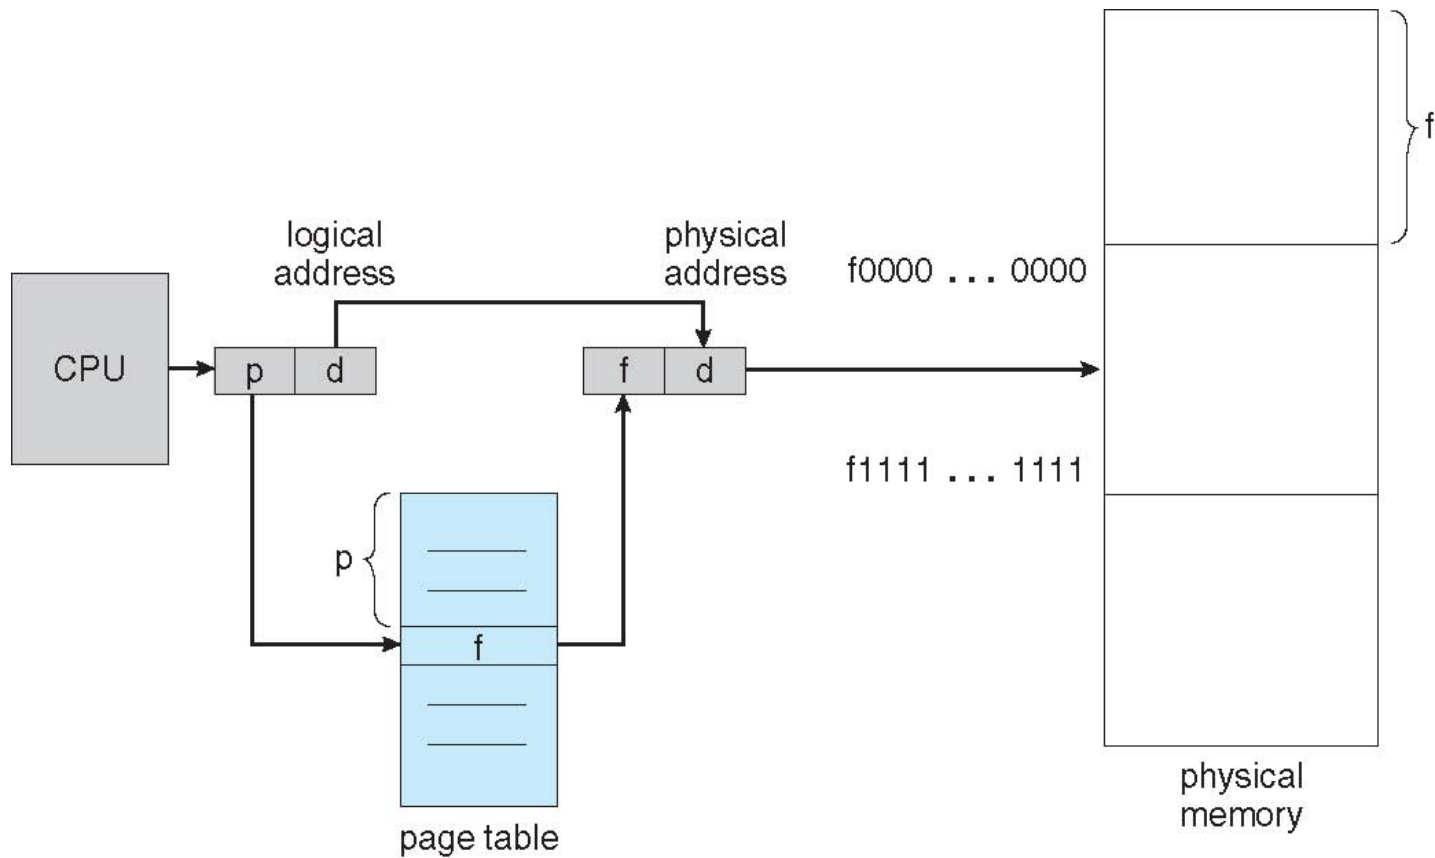 f
logical
address
physical
address
f0000 ... 0000
CPU
p
d
f
d
f1111 ... 1111
p
f
physical
memory
page table